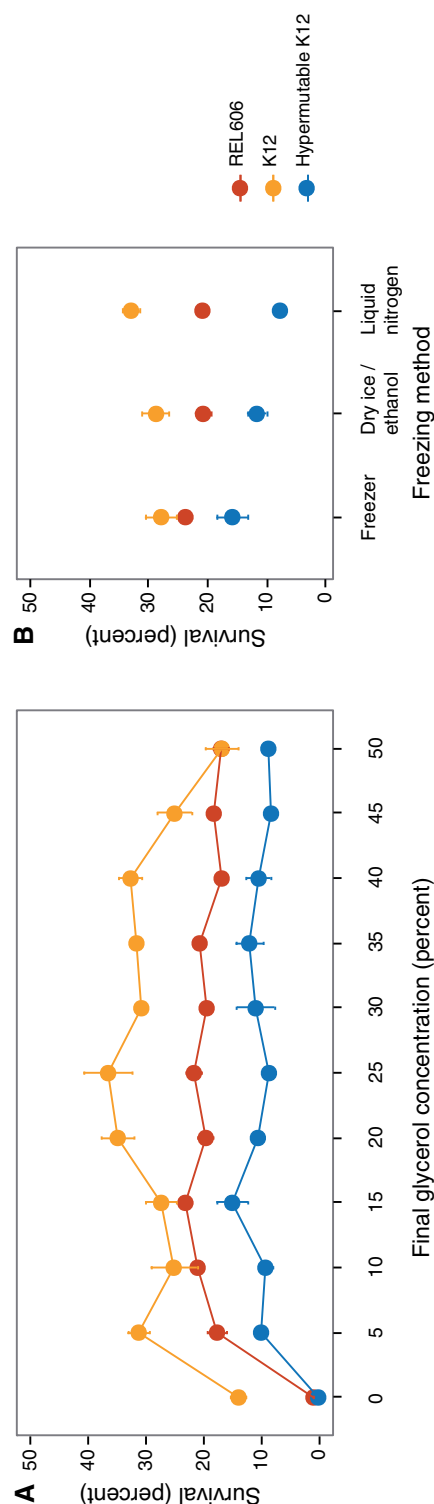 A
Survival (percent)
50
40
30
20
10
0
0 5 10 15 20 25 30 35 40 45 50
Final glycerol concentration (percent)
B
Survival (percent)
50
40
30
20
10
0
Freezer
Dry ice /
ethanol
Liquid
nitrogen
Freezing method
REL606
K12
Hypermutable K12